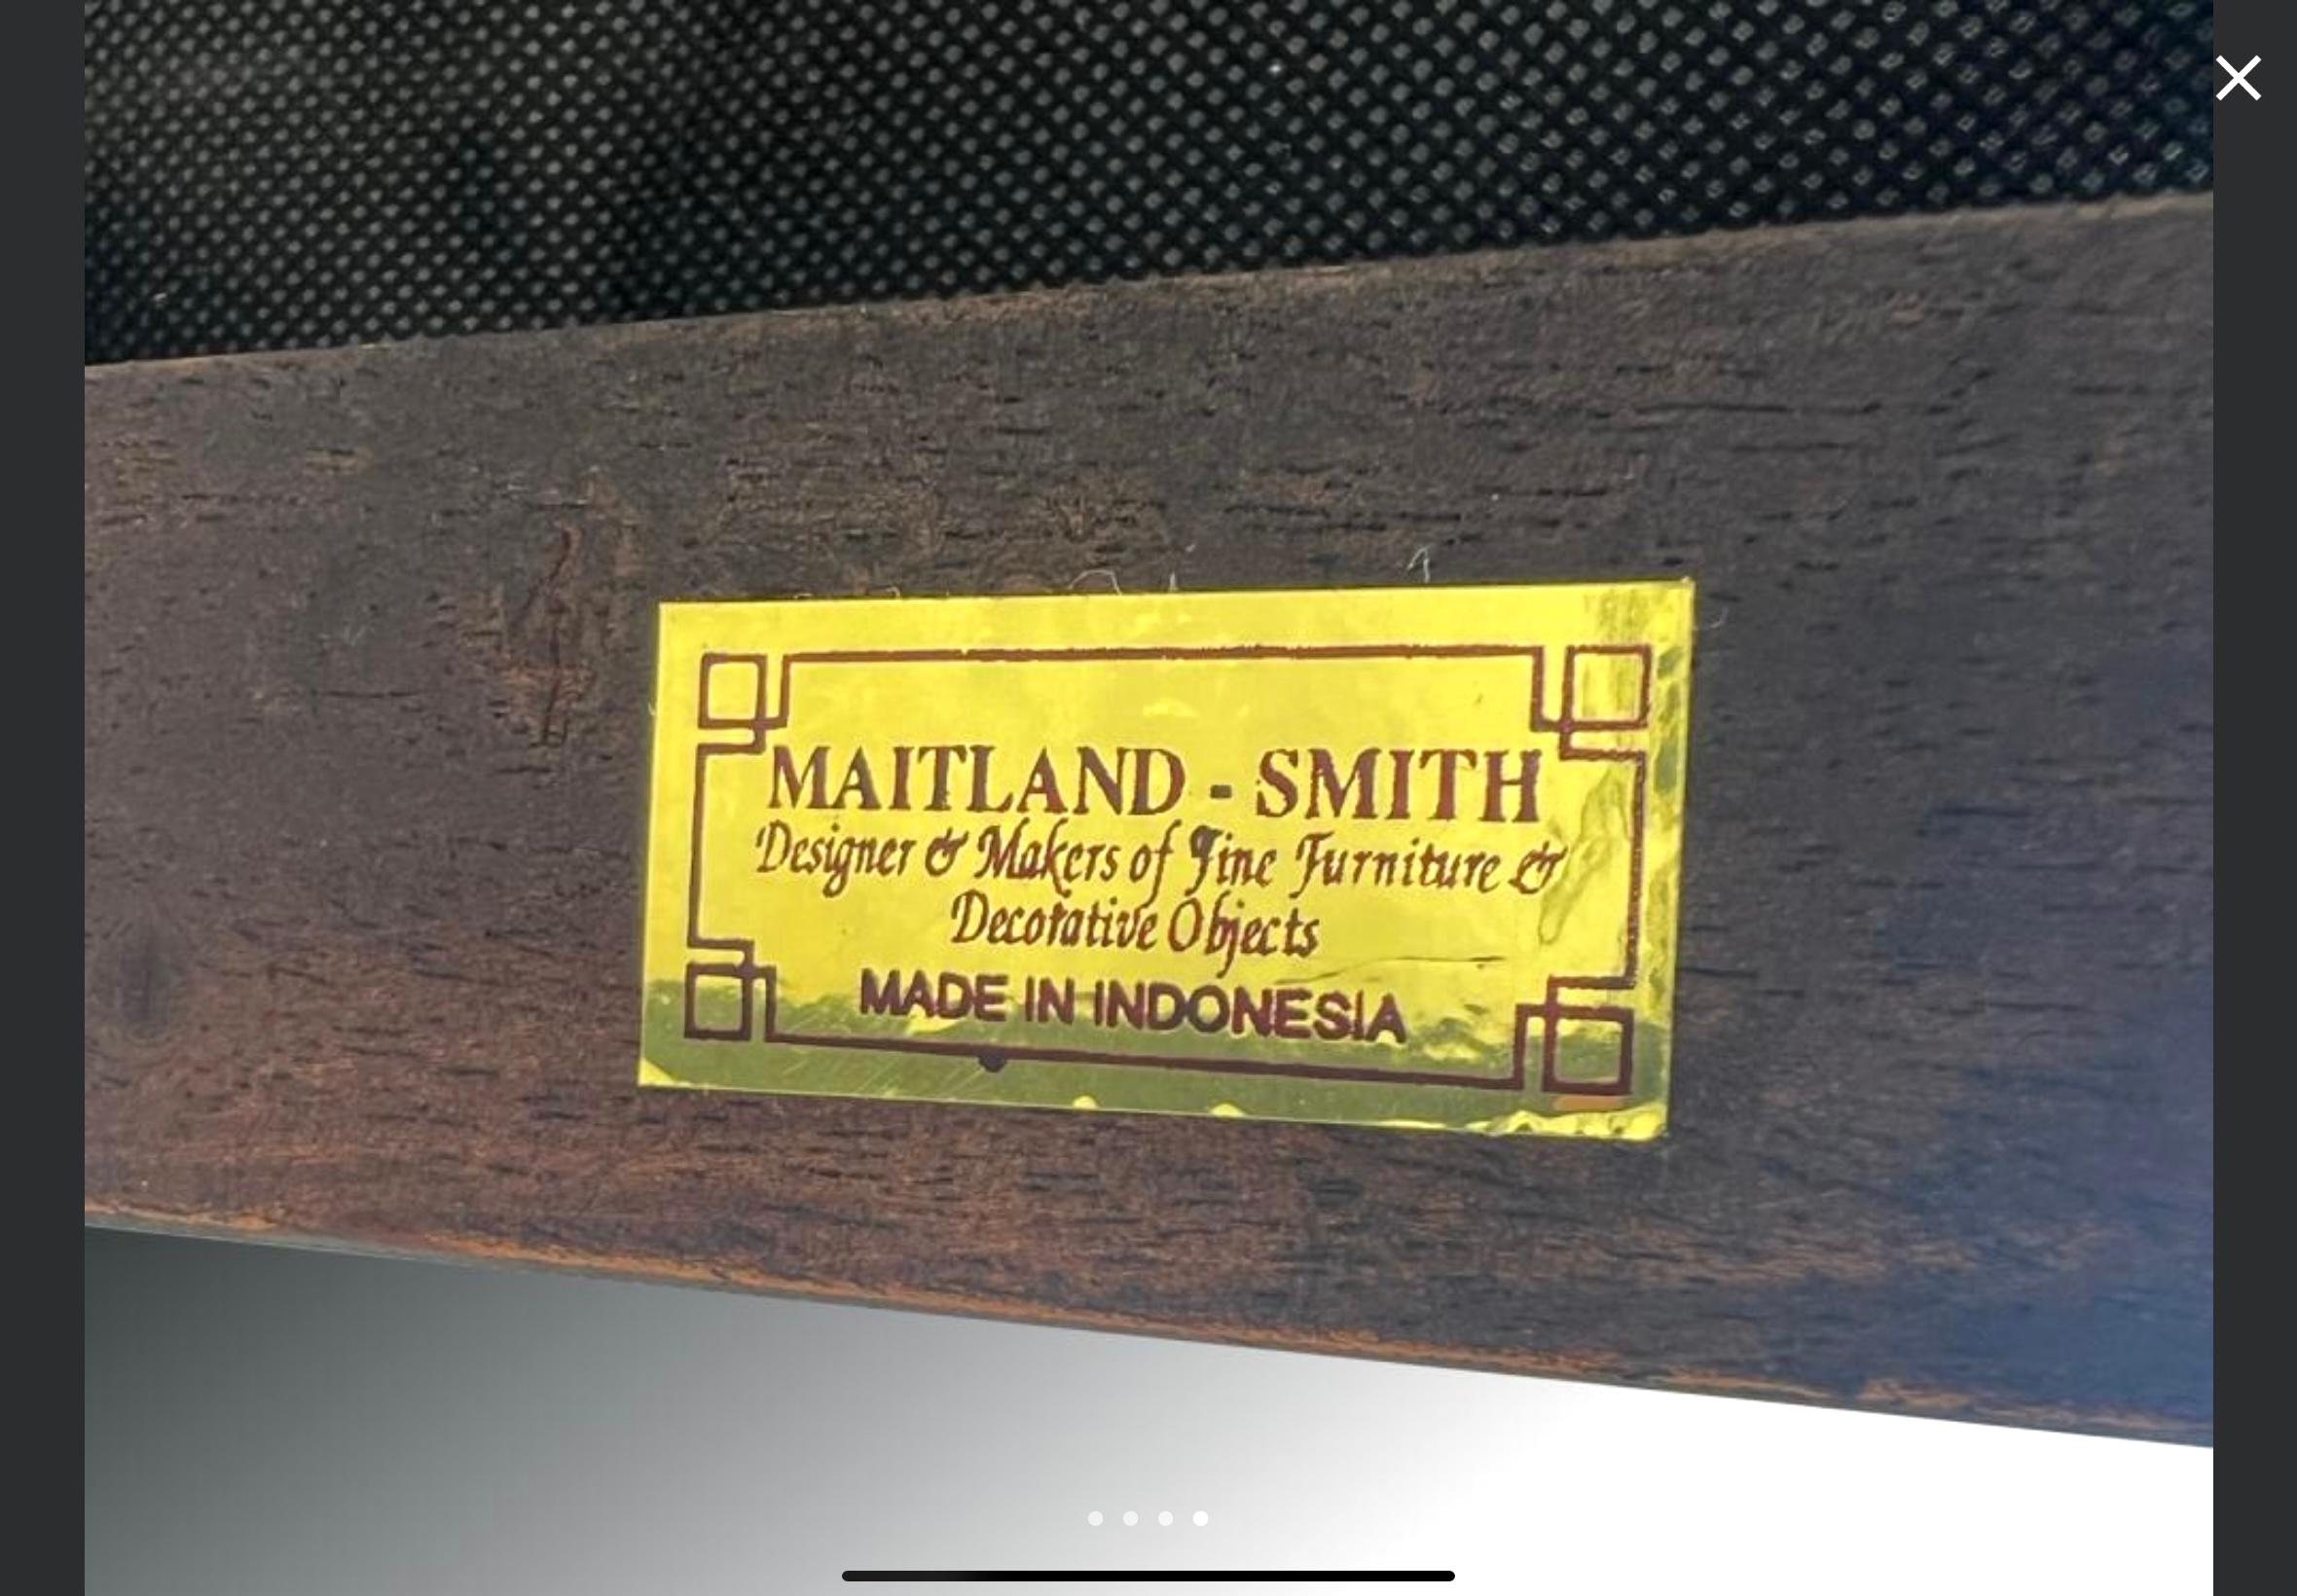 MAITLAND - SMITH
Designer & Makers of Fine Furniture &
Decorative Objects
MADE IN INDONESIA